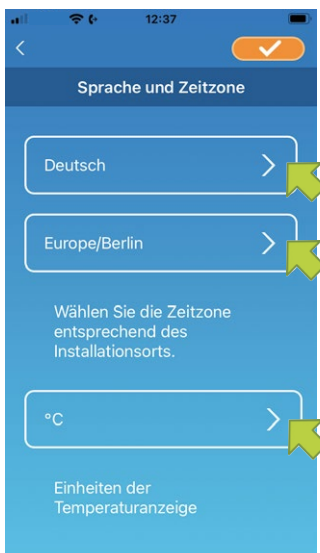 12:37
Sprache und Zeitzone
Deutsch
Europe/Berlin
Wählen Sie die Zeitzone
entsprechend des
Installationsorts.
°C
Einheiten der
Temperaturanzeige